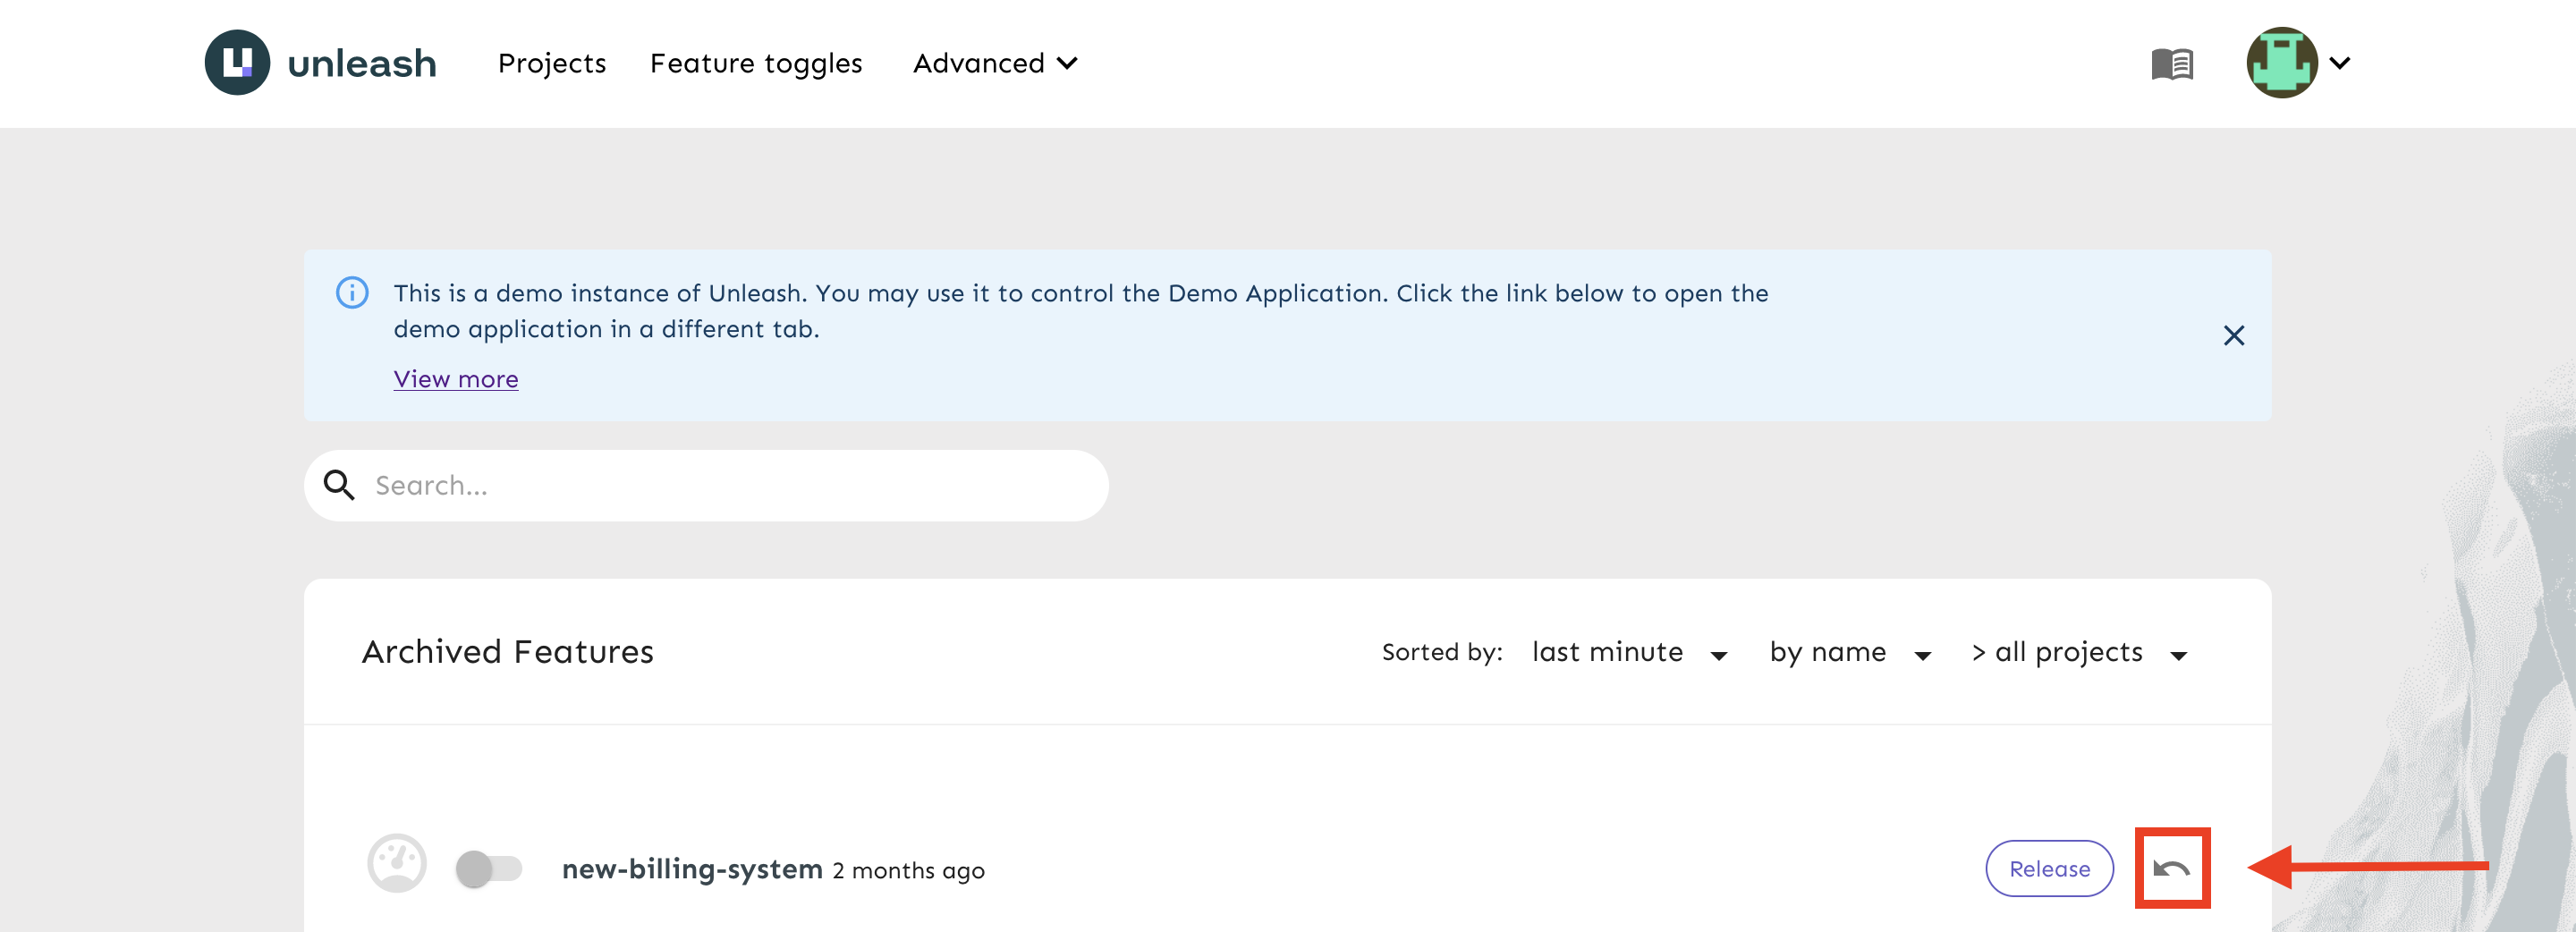 unleash Projects Feature toggles Advanced
This is a demo instance of Unleash. You may use it to control the Demo Application. Click the link below to open the
demo application in a different tab.
View more
Search...
Archived Features Sorted by: last minute by name > all projects
new-billing-system 2 months ago Release